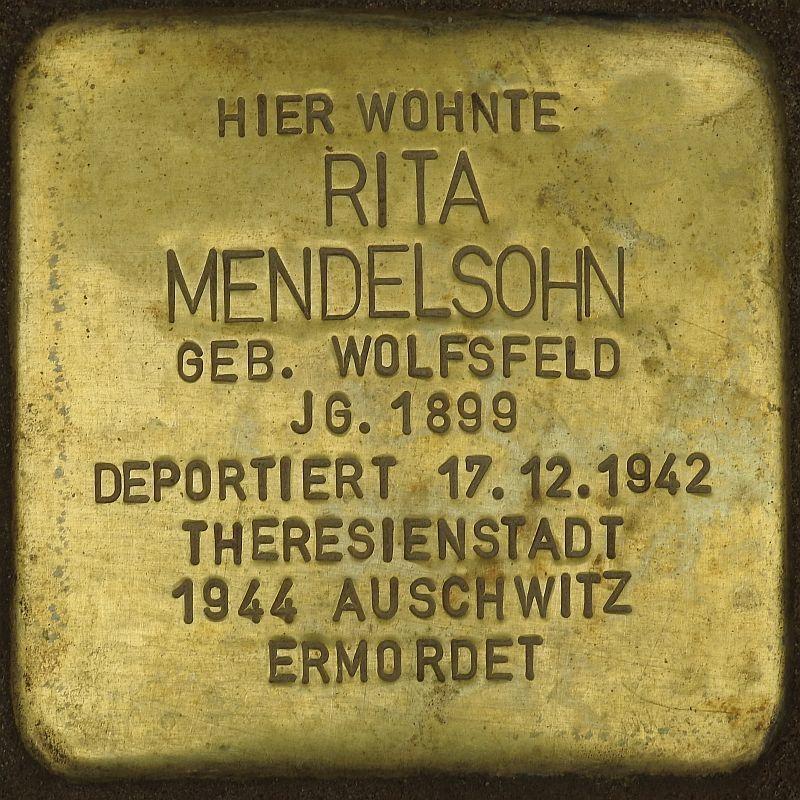 HIER WOHNTE
RITA
MENDELSOHN
GEB. WOLFSFELD
JG. 1899
DEPORTIERT 17.12.1942
THERESIENSTADT
1944 AUSCHWITZ
ERMORDET